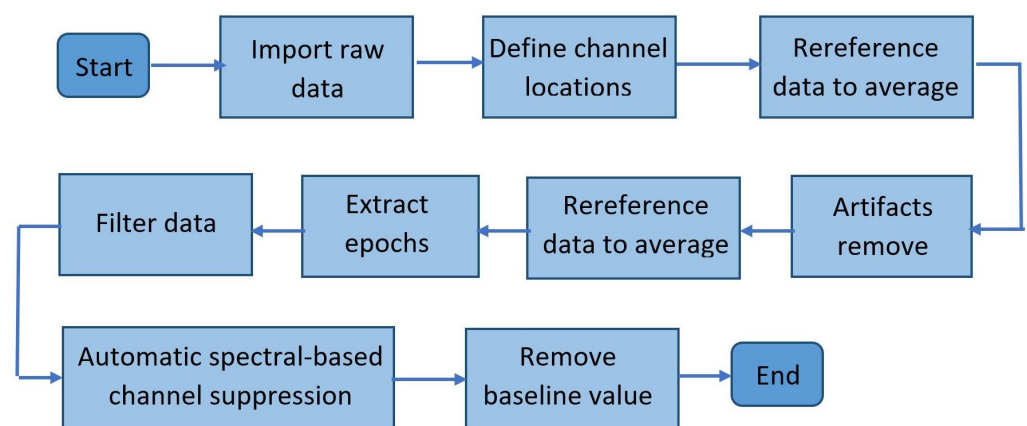 Start
Import raw
data
Define channel
locations
Rereference
data to average
Artifacts
remove
Rereference
data to average
Extract
epochs
Filter data
Automatic spectral-based
channel suppression
Remove
baseline value
End